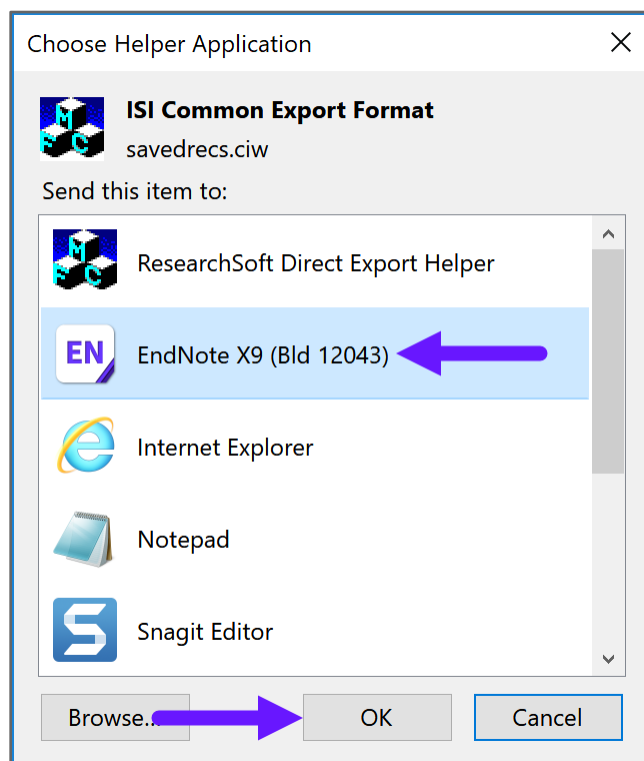 Choose Helper Application
ISI Common Export Format
savedrecs.ciw
Send this item to:
M
F C
ResearchSoft Direct Export Helper
M
F C
EN
EndNote X9 (Bld 12043)
Internet Explorer
Notepad
Snagit Editor
Browse...
OK
Cancel